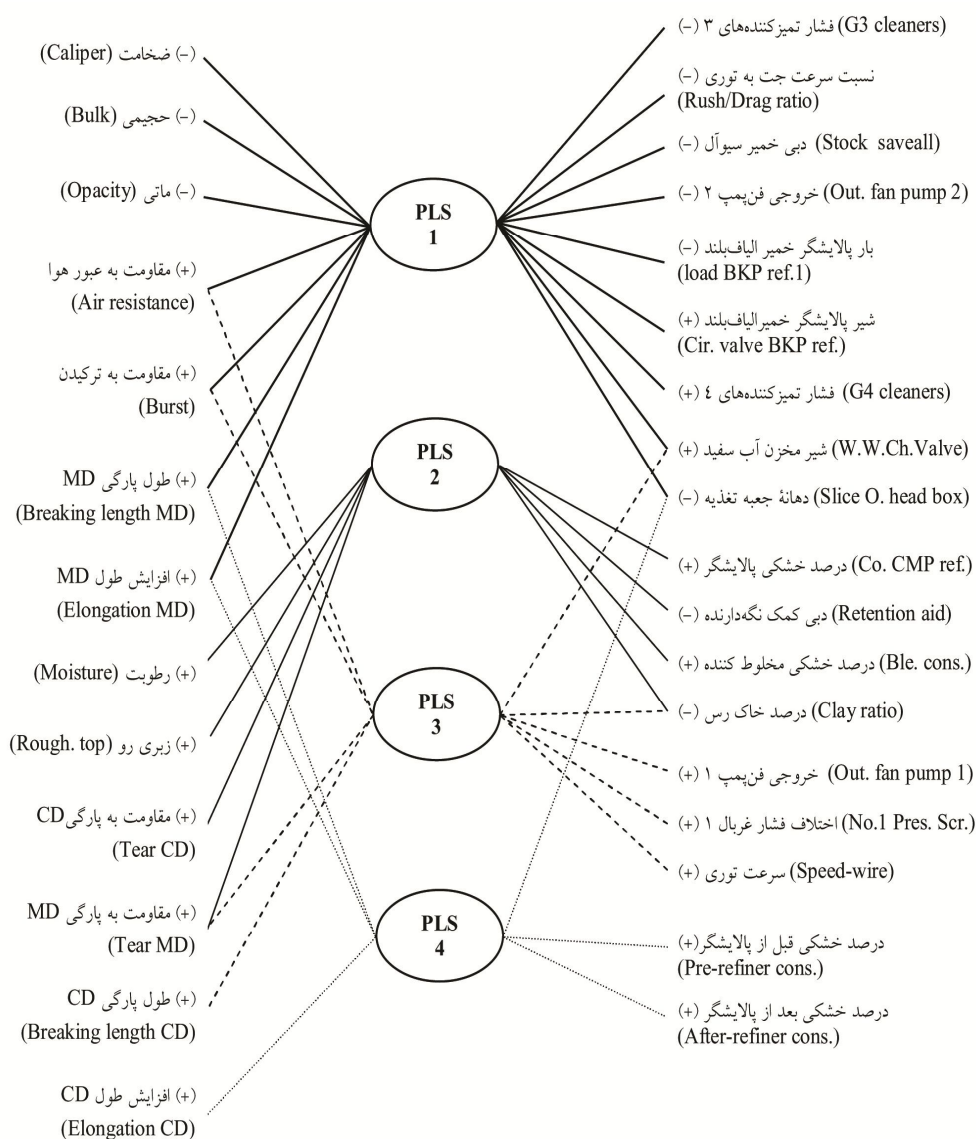 (Caliper) ضخامت (−)
(Bulk) حجیمی (−)
(Opacity) ماتی (−)
(+) مقاومت به عبور هوا
(Air resistance)
(+) مقاومت به ترکیدن
(Burst)
(+) طول پارگی MD
(Breaking length MD)
(+) افزایش طول MD
(Elongation MD)
(Moisture) رطوبت (+)
(Rough. top) زبری رو (+)
(+) مقاومت به پارگیCD
(Tear CD)
(+) مقاومت به پارگی MD
(Tear MD)
(+) طول پارگی CD
(Breaking length CD)
(+) افزایش طول CD
(Elongation CD)
PLS
1
PLS
2
PLS
3
PLS
4
(−) فشار تمیزکننده‌های ۳ (G3 cleaners)
نسبت سرعت جت به توری (−)
(Rush/Drag ratio)
(−) دبی خمیر سیوآل (Stock saveall)
(−) خروجی فن‌پمپ ۲ (Out. fan pump 2)
بار پالایشگر خمیر الیاف‌بلند (−)
(load BKP ref.1)
شیر پالایشگر خمیرالیاف‌بلند (+)
(Cir. valve BKP ref.)
(+) فشار تمیزکننده‌های ٤ (G4 cleaners)
(+) شیر مخزن آب سفید (W.W.Ch.Valve)
(−) دهانهٔ جعبه تغذیه (Slice O. head box)
(+) درصد خشکی پالایشگر (Co. CMP ref.)
(−) دبی کمک نگه‌دارنده (Retention aid)
(+) درصد خشکی مخلوط کننده (Ble. cons.)
(−) درصد خاک رس (Clay ratio)
(+) خروجی فن‌پمپ ۱ (Out. fan pump 1)
(+) اختلاف فشار غربال ۱ (No.1 Pres. Scr.)
(+) سرعت توری (Speed-wire)
درصد خشکی قبل از پالایشگر(+)
(Pre-refiner cons.)
درصد خشکی بعد از پالایشگر (+)
(After-refiner cons.)